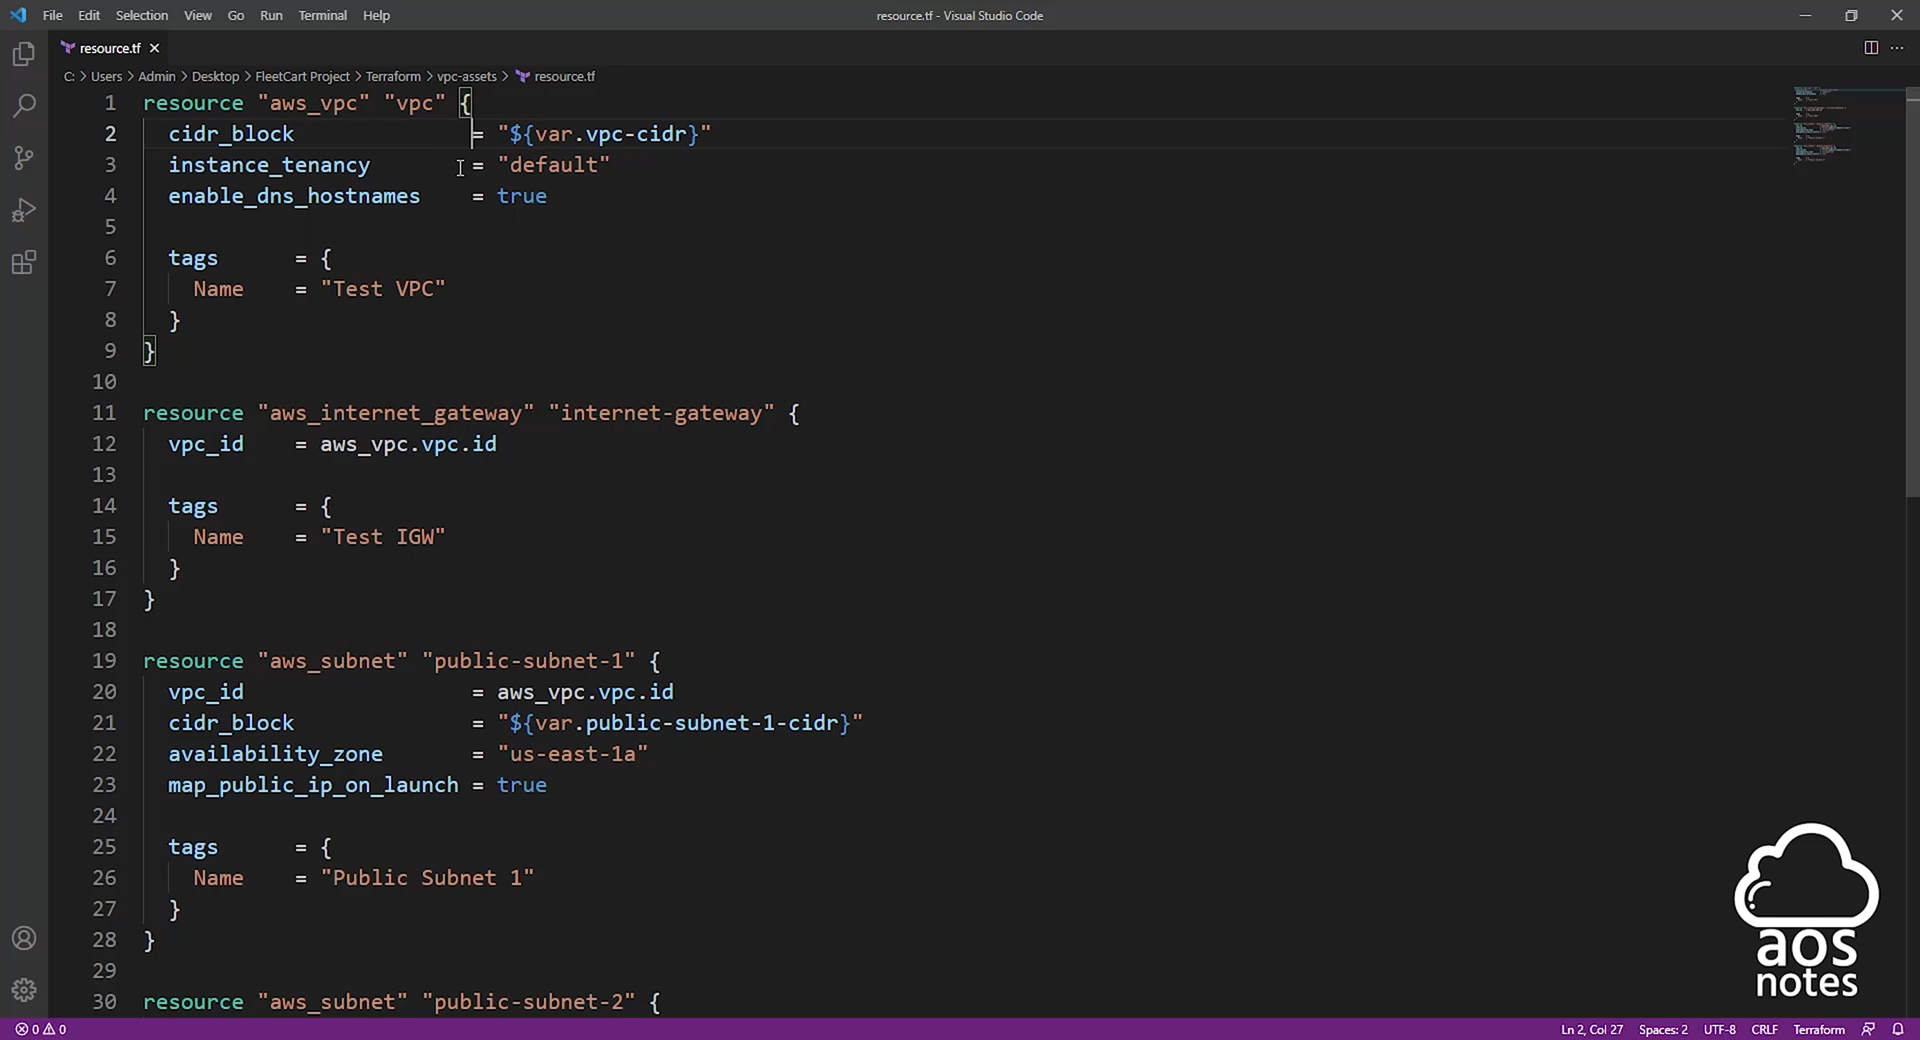 File Edit Selection View Go Run Terminal Help
resource.tf - Visual Studio Code
resource.tf
C: > Users > Admin > Desktop > FleetCart Project > Terraform > vpc-assets > resource.tf
1 resource "aws_vpc" "vpc" {
2 cidr_block = "${var.vpc-cidr}"
3 instance_tenancy = "default"
4 enable_dns_hostnames = true
5
6 tags = {
7 Name = "Test VPC"
8 }
9 }
10
11 resource "aws_internet_gateway" "internet-gateway" {
12 vpc_id = aws_vpc.vpc.id
13
14 tags = {
15 Name = "Test IGW"
16 }
17 }
18
19 resource "aws_subnet" "public-subnet-1" {
20 vpc_id = aws_vpc.vpc.id
21 cidr_block = "${var.public-subnet-1-cidr}"
22 availability_zone = "us-east-1a"
23 map_public_ip_on_launch = true
24
25 tags = {
26 Name = "Public Subnet 1"
27 }
28 }
29
30 resource "aws_subnet" "public-subnet-2" {
aos
notes
0 0
Ln 2, Col 27 Spaces: 2 UTF-8 CRLF Terraform